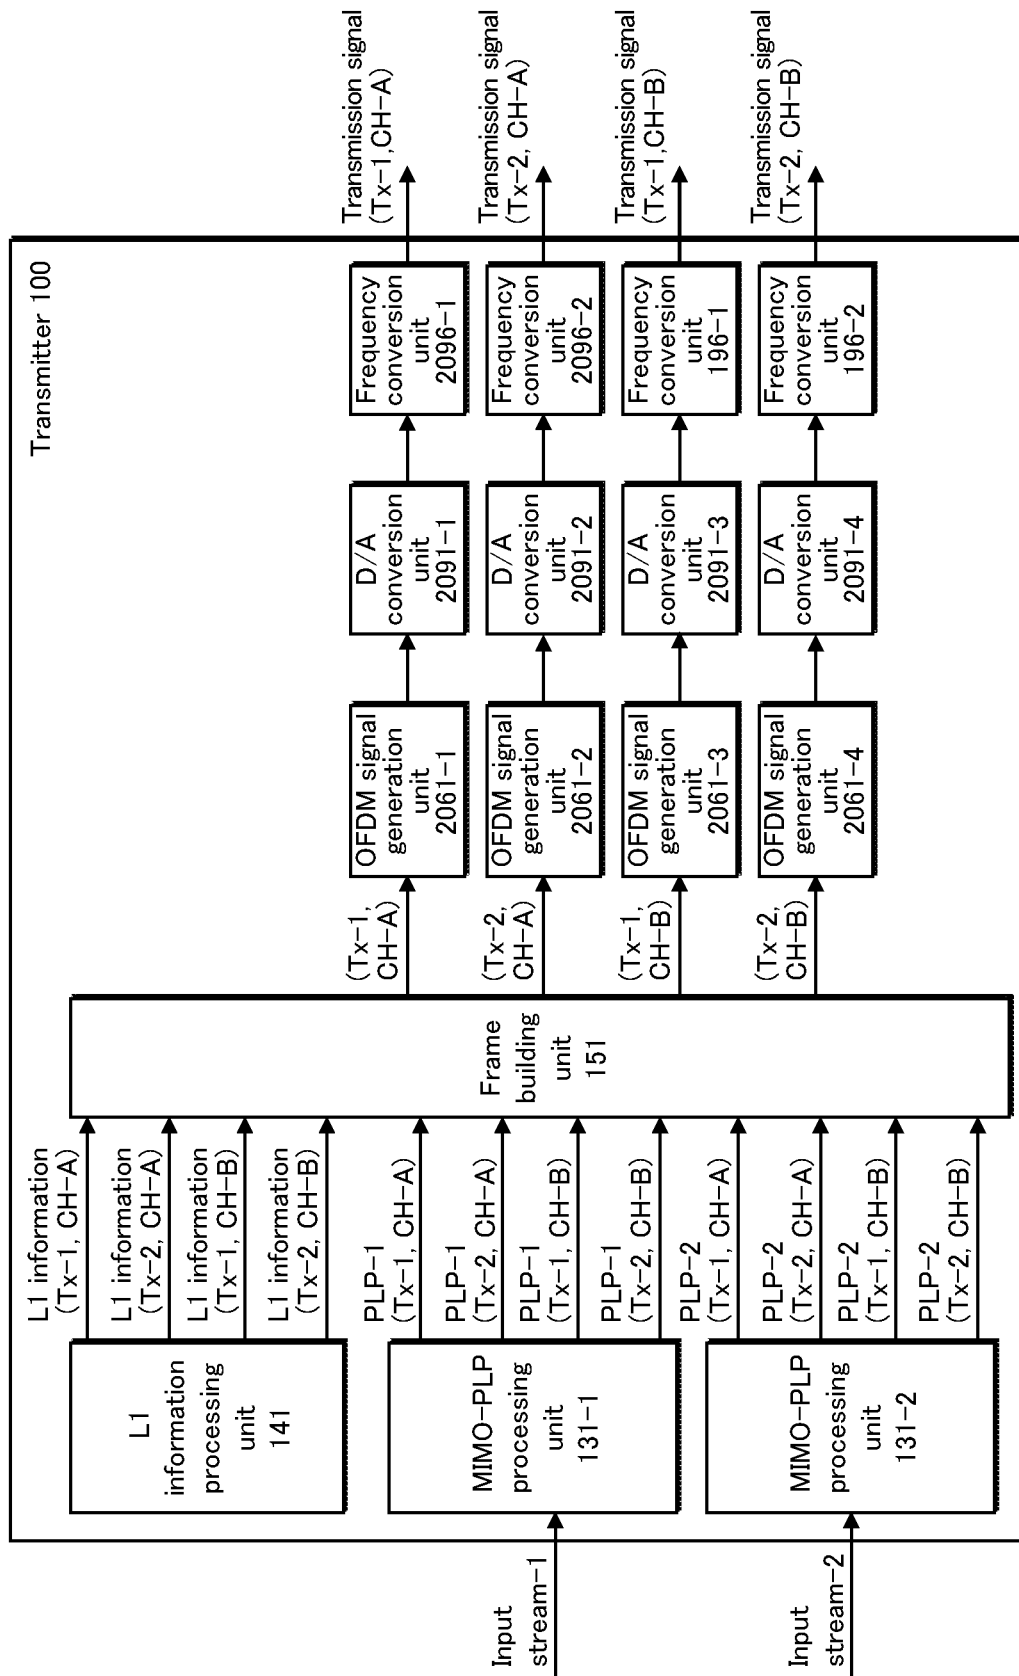 Transmitter 100
Input
stream-1
Input
stream-2
L1
information
processing
unit
141
MIMO-PLP
processing
unit
131-1
MIMO-PLP
processing
unit
131-2
L1 information
(Tx-1, CH-A)
L1 information
(Tx-2, CH-A)
L1 information
(Tx-1, CH-B)
L1 information
(Tx-2, CH-B)
PLP-1
(Tx-1, CH-A)
PLP-1
(Tx-2, CH-A)
PLP-1
(Tx-1, CH-B)
PLP-1
(Tx-2, CH-B)
PLP-2
(Tx-1, CH-A)
PLP-2
(Tx-2, CH-A)
PLP-2
(Tx-1, CH-B)
PLP-2
(Tx-2, CH-B)
Frame
building
unit
151
(Tx-1,
CH-A)
(Tx-2,
CH-A)
(Tx-1,
CH-B)
(Tx-2,
CH-B)
OFDM signal
generation
unit
2061-1
OFDM signal
generation
unit
2061-2
OFDM signal
generation
unit
2061-3
OFDM signal
generation
unit
2061-4
D/A
conversion
unit
2091-1
D/A
conversion
unit
2091-2
D/A
conversion
unit
2091-3
D/A
conversion
unit
2091-4
Frequency
conversion
unit
2096-1
Frequency
conversion
unit
2096-2
Frequency
conversion
unit
196-1
Frequency
conversion
unit
196-2
Transmission signal
(Tx-1,CH-A)
Transmission signal
(Tx-2, CH-A)
Transmission signal
(Tx-1,CH-B)
Transmission signal
(Tx-2, CH-B)